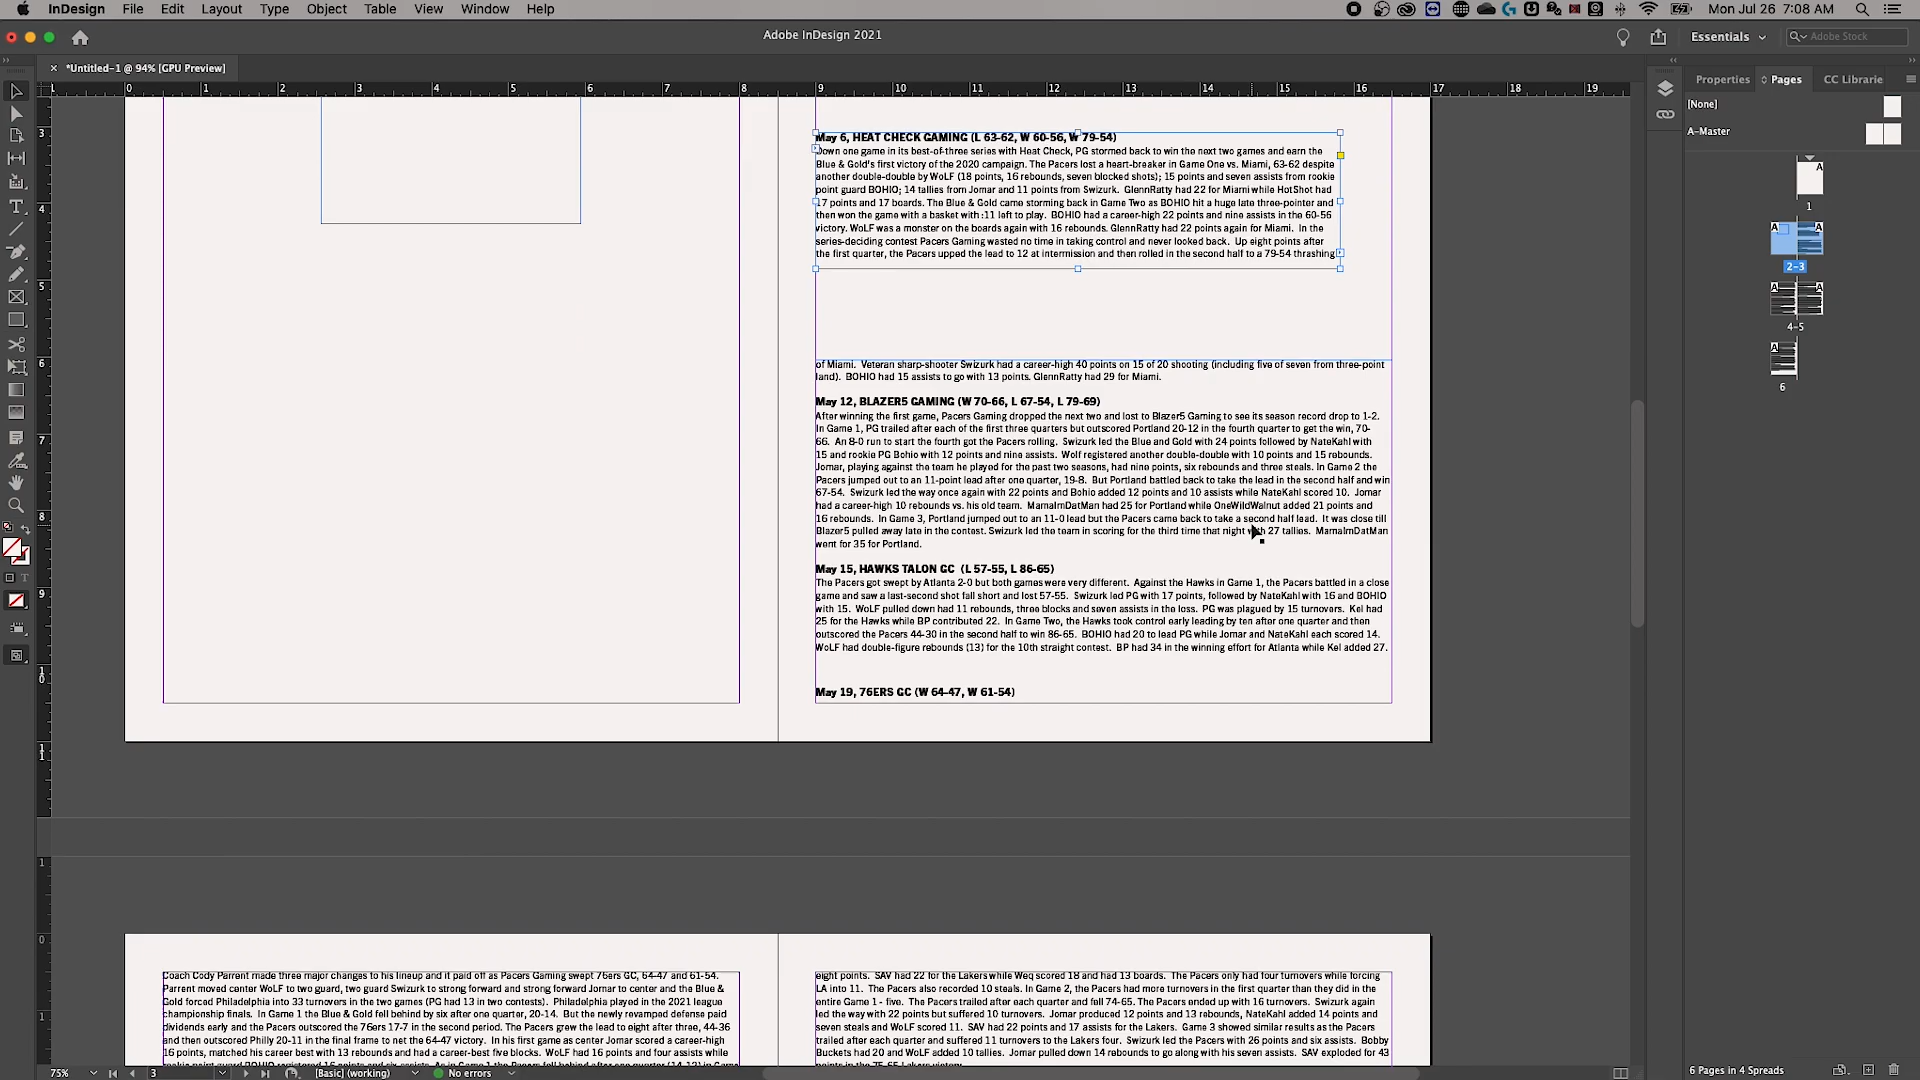 InDesign File Edit Layout Type Object Table View Window Help
Mon Jul 26 7:08 AM
Adobe InDesign 2021
Essentials
Adobe Stock
*Untitled-1 @ 94% [GPU Preview]
Properties
Pages
CC Librarie
[None]
A-Master
A
1
A A
2-3
A A
4-5
A
6
0 1 2 3 4 5 6 7 8 9 10 11 12 13 14 15 16 17 18 19
3
4
5
6
7
8
9
10
11
1
0
1
May 6, HEAT CHECK GAMING (L 63-62, W 60-56, W 79-54)
Down one game in its best-of-three series with Heat Check, PG stormed back to win the next two games and earn the
Blue & Gold's first victory of the 2020 campaign. The Pacers lost a heart-breaker in Game One vs. Miami, 63-62 despite
another double-double by WoLF (18 points, 16 rebounds, seven blocked shots); 15 points and seven assists from rookie
point guard BOHIO; 14 tallies from Jomar and 11 points from Swizurk. GlennRatty had 22 for Miami while HotShot had
17 points and 17 boards. The Blue & Gold came storming back in Game Two as BOHIO hit a huge late three-pointer and
then won the game with a basket with :11 left to play. BOHIO had a career-high 22 points and nine assists in the 60-56
victory. WoLF was a monster on the boards again with 16 rebounds. GlennRatty had 22 points again for Miami. In the
series-deciding contest Pacers Gaming wasted no time in taking control and never looked back. Up eight points after
the first quarter, the Pacers upped the lead to 12 at intermission and then rolled in the second half to a 79-54 thrashing
of Miami. Veteran sharp-shooter Swizurk had a career-high 40 points on 15 of 20 shooting (including five of seven from three-point
land). BOHIO had 15 assists to go with 13 points. GlennRatty had 29 for Miami.
May 12, BLAZER5 GAMING (W 70-66, L 67-54, L 79-69)
After winning the first game, Pacers Gaming dropped the next two and lost to Blazer5 Gaming to see its season record drop to 1-2.
In Game 1, PG trailed after each of the first three quarters but outscored Portland 20-12 in the fourth quarter to get the win, 70-
66. An 8-0 run to start the fourth got the Pacers rolling. Swizurk led the Blue and Gold with 24 points followed by NateKahl with
15 and rookie PG Bohio with 12 points and nine assists. Wolf registered another double-double with 10 points and 15 rebounds.
Jomar, playing against the team he played for the past two seasons, had nine points, six rebounds and three steals. In Game 2 the
Pacers jumped out to an 11-point lead after one quarter, 19-8. But Portland battled back to take the lead in the second half and win
67-54. Swizurk led the way once again with 22 points and Bohio added 12 points and 10 assists while NateKahl scored 10. Jomar
had a career-high 10 rebounds vs. his old team. MamaImDatMan had 25 for Portland while OneWildWalnut added 21 points and
16 rebounds. In Game 3, Portland jumped out to an 11-0 lead but the Pacers came back to take a second half lead. It was close till
Blazer5 pulled away late in the contest. Swizurk led the team in scoring for the third time that night with 27 tallies. MamaImDatMan
went for 35 for Portland.
May 15, HAWKS TALON GC (L 57-55, L 86-65)
The Pacers got swept by Atlanta 2-0 but both games were very different. Against the Hawks in Game 1, the Pacers battled in a close
game and saw a last-second shot fall short and lost 57-55. Swizurk led PG with 17 points, followed by NateKahl with 16 and BOHIO
with 15. WoLF pulled down had 11 rebounds, three blocks and seven assists in the loss. PG was plagued by 15 turnovers. Kel had
25 for the Hawks while BP contributed 22. In Game Two, the Hawks took control early leading by ten after one quarter and then
outscored the Pacers 44-30 in the second half to win 86-65. BOHIO had 20 to lead PG while Jomar and NateKahl each scored 14.
WoLF had double-figure rebounds (13) for the 10th straight contest. BP had 34 in the winning effort for Atlanta while Kel added 27.
May 19, 76ERS GC (W 64-47, W 61-54)
Coach Cody Parrent made three major changes to his lineup and it paid off as Pacers Gaming swept 76ers GC, 64-47 and 61-54.
Parrent moved center WoLF to two guard, two guard Swizurk to strong forward and strong forward Jomar to center and the Blue &
Gold forced Philadelphia into 33 turnovers in the two games (PG had 13 in two contests). Philadelphia played in the 2021 league
championship finals. In Game 1 the Blue & Gold fell behind by six after one quarter, 20-14. But the newly revamped defense paid
dividends early and the Pacers outscored the 76ers 17-7 in the second period. The Pacers grew the lead to eight after three, 44-36
and then outscored Philly 20-11 in the final frame to net the 64-47 victory. In his first game as center Jomar scored a career-high
16 points, matched his career best with 13 rebounds and had a career-best five blocks. WoLF had 16 points and four assists while
eight points. SAV had 22 for the Lakers while Weq scored 18 and had 13 boards. The Pacers only had four turnovers while forcing
LA into 11. The Pacers also recorded 10 steals. In Game 2, the Pacers had more turnovers in the first quarter than they did in the
entire Game 1 - five. The Pacers trailed after each quarter and fell 74-65. The Pacers ended up with 16 turnovers. Swizurk again
led the way with 22 points but suffered 10 turnovers. Jomar produced 12 points and 13 rebounds, NateKahl added 14 points and
seven steals and WoLF scored 11. SAV had 22 points and 17 assists for the Lakers. Game 3 showed similar results as the Pacers
trailed after each quarter and suffered 11 turnovers to the Lakers four. Swizurk led the Pacers with 26 points and six assists. Bobby
Buckets had 20 and WoLF added 10 tallies. Jomar pulled down 14 rebounds to go along with his seven assists. SAV exploded for 43
75%
3
[Basic] (working)
No errors
6 Pages in 4 Spreads